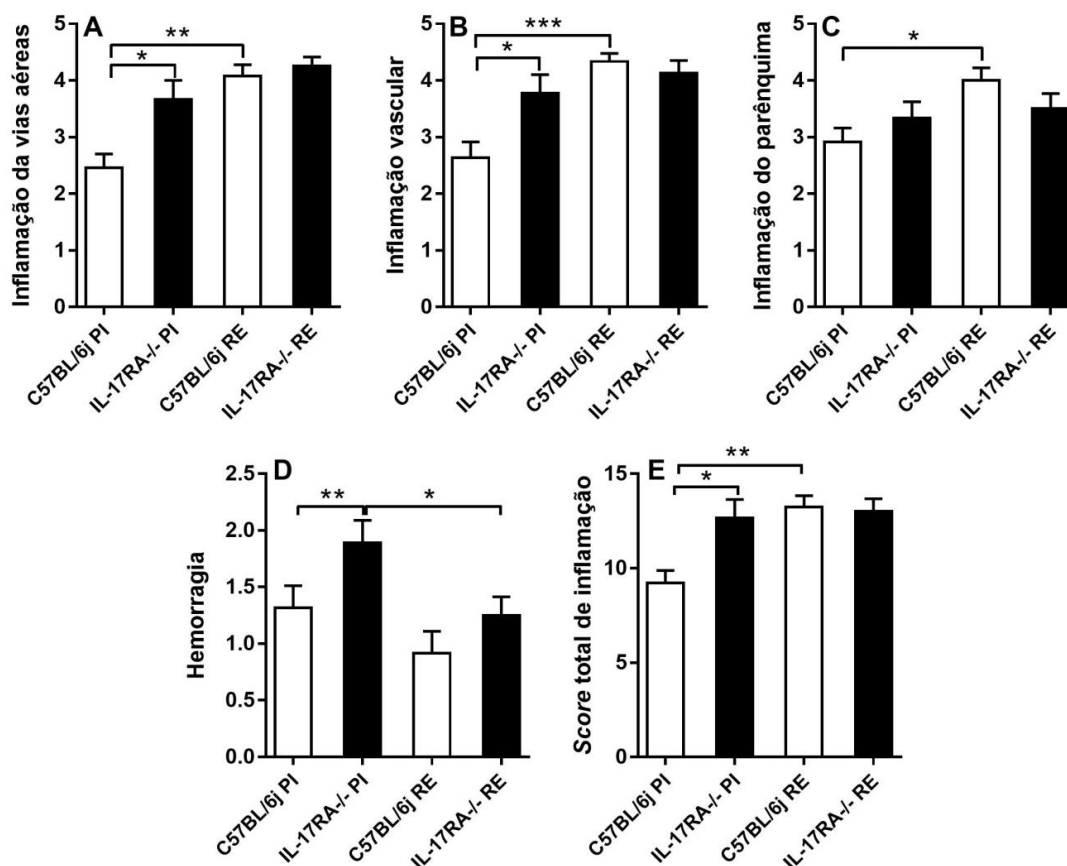 A
Inflamação da vias aéreas
5
4
3
2
1
0
**
*
C57BL/6j PI
IL-17RA-/- PI
C57BL/6j RE
IL-17RA-/- RE
B
Inflamação vascular
5
4
3
2
1
0
***
*
C57BL/6j PI
IL-17RA-/- PI
C57BL/6j RE
IL-17RA-/- RE
C
Inflamação do parênquima
5
4
3
2
1
0
*
C57BL/6j PI
IL-17RA-/- PI
C57BL/6j RE
IL-17RA-/- RE
D
Hemorragia
2.5
2.0
1.5
1.0
0.5
0.0
**
*
C57BL/6j PI
IL-17RA-/- PI
C57BL/6j RE
IL-17RA-/- RE
E
Score total de inflamação
15
10
5
0
**
*
C57BL/6j PI
IL-17RA-/- PI
C57BL/6j RE
IL-17RA-/- RE